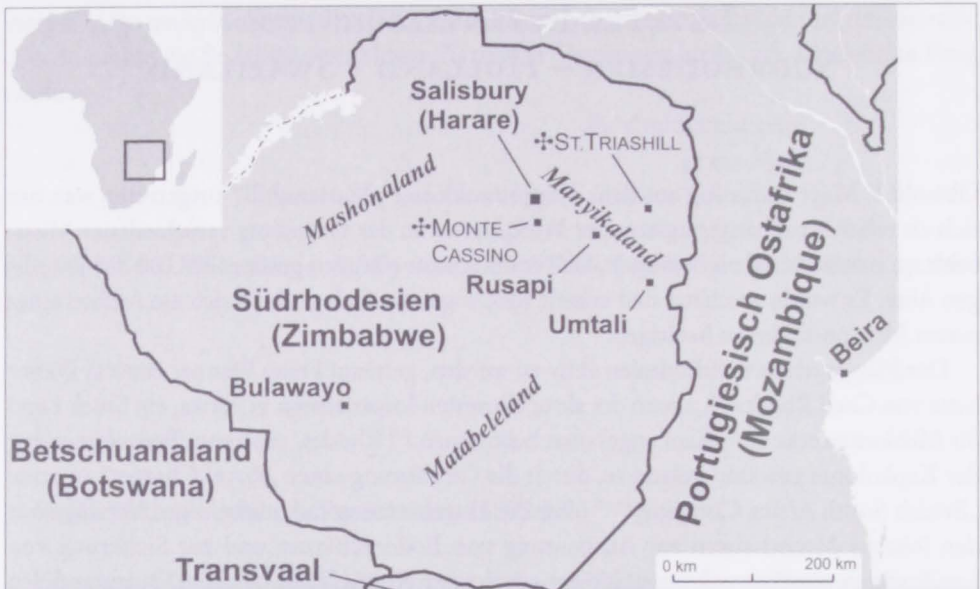 Salisbury
(Harare)
✣ST.TRIASHILL
Mashonaland
Manyikaland
✣MONTE
CASSINO
Rusapi
Südrhodesien
(Zimbabwe)
Umtali
Portugiesisch Ostafrika
(Mozambique)
Beira
Bulawayo
Matabeleland
Betschuanaland
(Botswana)
Transvaal
0 km 200 km